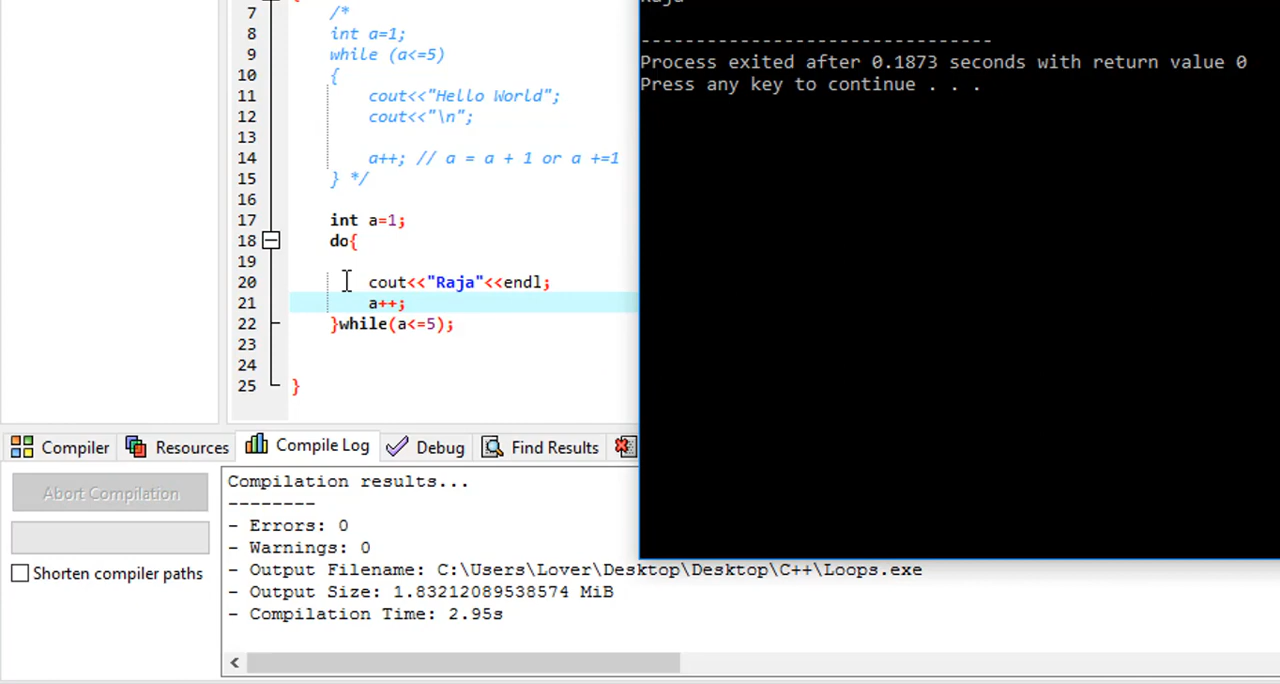 7 /*
8 int a=1;
9 while (a<=5)
10 {
11 cout<<"Hello World";
12 cout<<"\n";
13
14 a++; // a = a + 1 or a +=1
15 } */
16
17 int a=1;
18 do{
19
20 cout<<"Raja"<<endl;
21 a++;
22 }while(a<=5);
23
24
25 }
Raja
--------------------------------
Process exited after 0.1873 seconds with return value 0
Press any key to continue . . .
Compiler Resources Compile Log Debug Find Results
Abort Compilation
Shorten compiler paths
Compilation results...
--------
- Errors: 0
- Warnings: 0
- Output Filename: C:\Users\Lover\Desktop\Desktop\C++\Loops.exe
- Output Size: 1.83212089538574 MiB
- Compilation Time: 2.95s